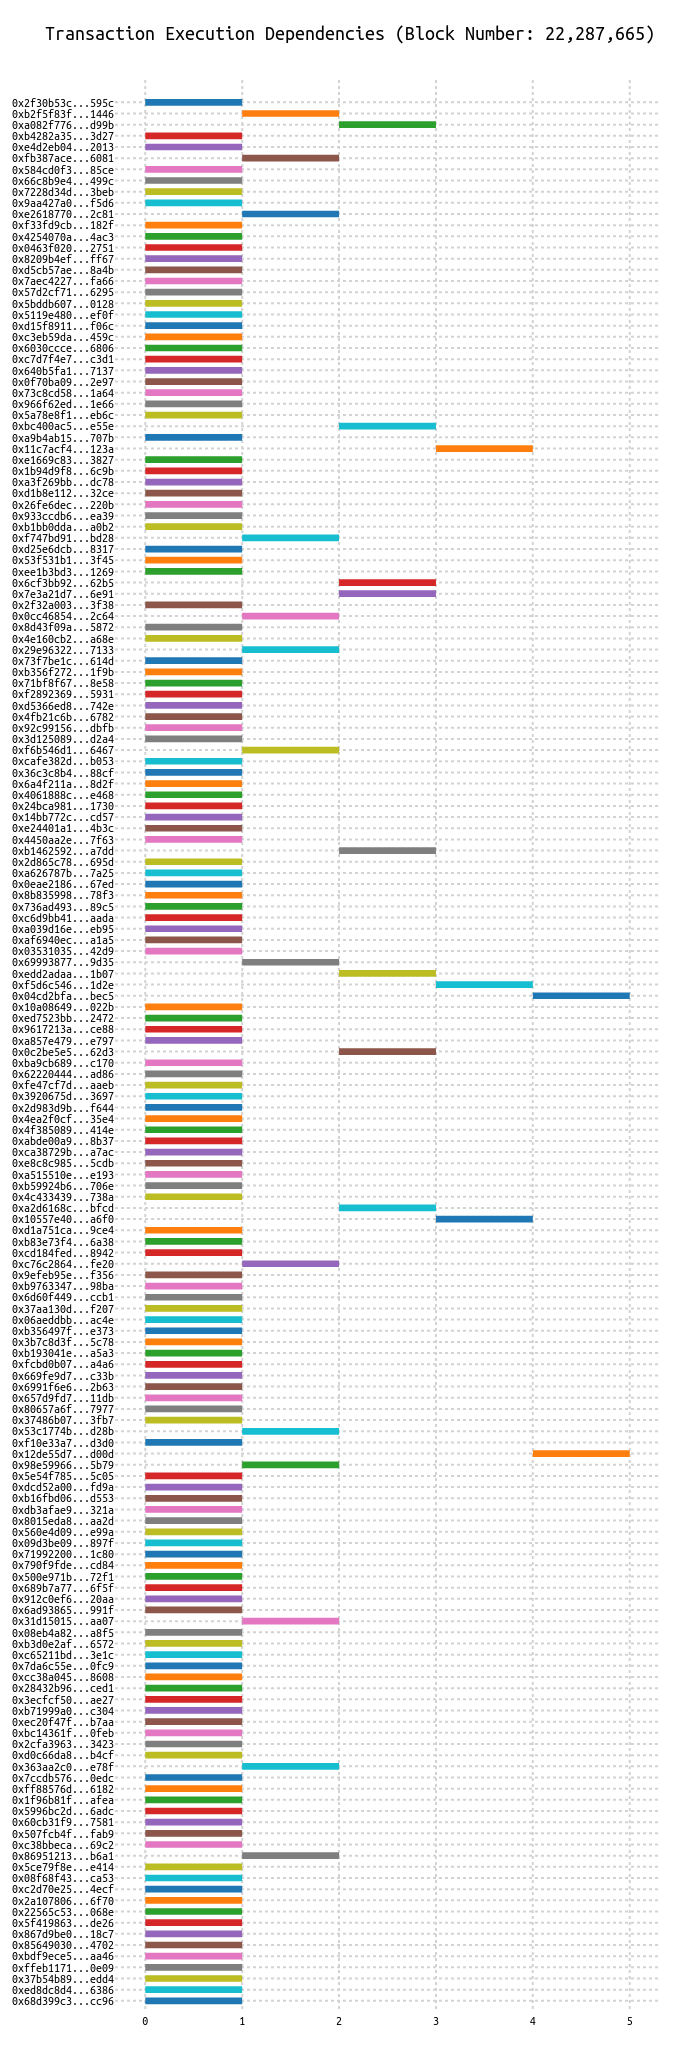 Transaction Execution Dependencies (Block Number: 22,287,665)
0x2f30b53c...595c
0xb2f5f83f...1446
0xa082f776...d99b
0xb4282a35...3d27
0xe4d2eb04...2013
0xfb387ace...6081
0x584cd0f3...85ce
0x66c8b9e4...499c
0x7228d34d...3beb
0x9aa427a0...f5d6
0xe2618770...2c81
0xf33fd9cb...182f
0x4254070a...4ac3
0x0463f020...2751
0x8209b4ef...ff67
0xd5cb57ae...8a4b
0x7aec4227...fa66
0x57d2cf71...6295
0x5bddb607...0128
0x5119e480...ef0f
0xd15f8911...f06c
0xc3eb59da...459c
0x6030ccce...6806
0xc7d7f4e7...c3d1
0x640b5fa1...7137
0x0f70ba09...2e97
0x73c8cd58...1a64
0x966f62ed...1e66
0x5a78e8f1...eb6c
0xbc400ac5...e55e
0xa9b4ab15...707b
0x11c7acf4...123a
0xe1669c83...3827
0x1b94d9f8...6c9b
0xa3f269bb...dc78
0xd1b8e112...32ce
0x26fe6dec...220b
0x933ccdb6...ea39
0xb1bb0dda...a0b2
0xf747bd91...bd28
0xd25e6dcb...8317
0x53f531b1...3f45
0xee1b3bd3...1269
0x6cf3bb92...62b5
0x7e3a21d7...6e91
0x2f32a003...3f38
0x0cc46854...2c64
0x8d43f09a...5872
0x4e160cb2...a68e
0x29e96322...7133
0x73f7be1c...614d
0xb356f272...1f9b
0x71bf8f67...8e58
0xf2892369...5931
0xd5366ed8...742e
0x4fb21c6b...6782
0x92c99156...dbfb
0x3d125089...d2a4
0xf6b546d1...6467
0xcafe382d...b053
0x36c3c8b4...88cf
0x6a4f211a...8d2f
0x4061888c...e468
0x24bca981...1730
0x14bb772c...cd57
0xe24401a1...4b3c
0x4450aa2e...7f63
0xb1462592...a7dd
0x2d865c78...695d
0xa626787b...7a25
0x0eae2186...67ed
0x8b835998...78f3
0x736ad493...89c5
0xc6d9bb41...aada
0xa039d16e...eb95
0xaf6940ec...a1a5
0x03531035...42d9
0x69993877...9d35
0xedd2adaa...1b07
0xf5d6c546...1d2e
0x04cd2bfa...bec5
0x10a08649...022b
0xed7523bb...2472
0x9617213a...ce88
0xa857e479...e797
0x0c2be5e5...62d3
0xba9cb689...c170
0x62220444...ad86
0xfe47cf7d...aaeb
0x3920675d...3697
0x2d983d9b...f644
0x4ea2f0cf...35e4
0x4f385089...414e
0xabde00a9...8b37
0xca38729b...a7ac
0xe8c8c985...5cdb
0xa515510e...e193
0xb59924b6...706e
0x4c433439...738a
0xa2d6168c...bfcd
0x10557e40...a6f0
0xd1a751ca...9ce4
0xb83e73f4...6a38
0xcd184fed...8942
0xc76c2864...fe20
0x9efeb95e...f356
0xb9763347...98ba
0x6d60f449...ccb1
0x37aa130d...f207
0x06aeddbb...ac4e
0xb356497f...e373
0x3b7c8d3f...5c78
0xb193041e...a5a3
0xfcbd0b07...a4a6
0x669fe9d7...c33b
0x6991f6e6...2b63
0x657d9fd7...11db
0x80657a6f...7977
0x37486b07...3fb7
0x53c1774b...d28b
0xf10e33a7...d3d0
0x12de55d7...d00d
0x98e59966...5b79
0x5e54f785...5c05
0xdcd52a00...fd9a
0xb16fbd06...d553
0xdb3afae9...321a
0x8015eda8...aa2d
0x560e4d09...e99a
0x09d3be09...897f
0x71992200...1c80
0x790f9fde...cd84
0x500e971b...72f1
0x689b7a77...6f5f
0x912c0ef6...20aa
0x6ad93865...991f
0x31d15015...aa07
0x08eb4a82...a8f5
0xb3d0e2af...6572
0xc65211bd...3e1c
0x7da6c55e...0fc9
0xcc38a045...8608
0x28432b96...ced1
0x3ecfcf50...ae27
0xb71999a0...c304
0xec20f47f...b7aa
0xbc14361f...0feb
0x2cfa3963...3423
0xd0c66da8...b4cf
0x363aa2c0...e78f
0x7ccdb576...0edc
0xff88576d...6182
0x1f96b81f...afea
0x5996bc2d...6adc
0x60cb31f9...7581
0x507fcb4f...fab9
0xc38bbeca...69c2
0x86951213...b6a1
0x5ce79f8e...e414
0x08f68f43...ca53
0xc2d70e25...4ecf
0x2a107806...6f70
0x22565c53...068e
0x5f419863...de26
0x867d9be0...18c7
0x85649030...4702
0xbdf9ece5...aa46
0xffeb1171...0e09
0x37b54b89...edd4
0xed8dc8d4...6386
0x68d399c3...cc96
0 1 2 3 4 5